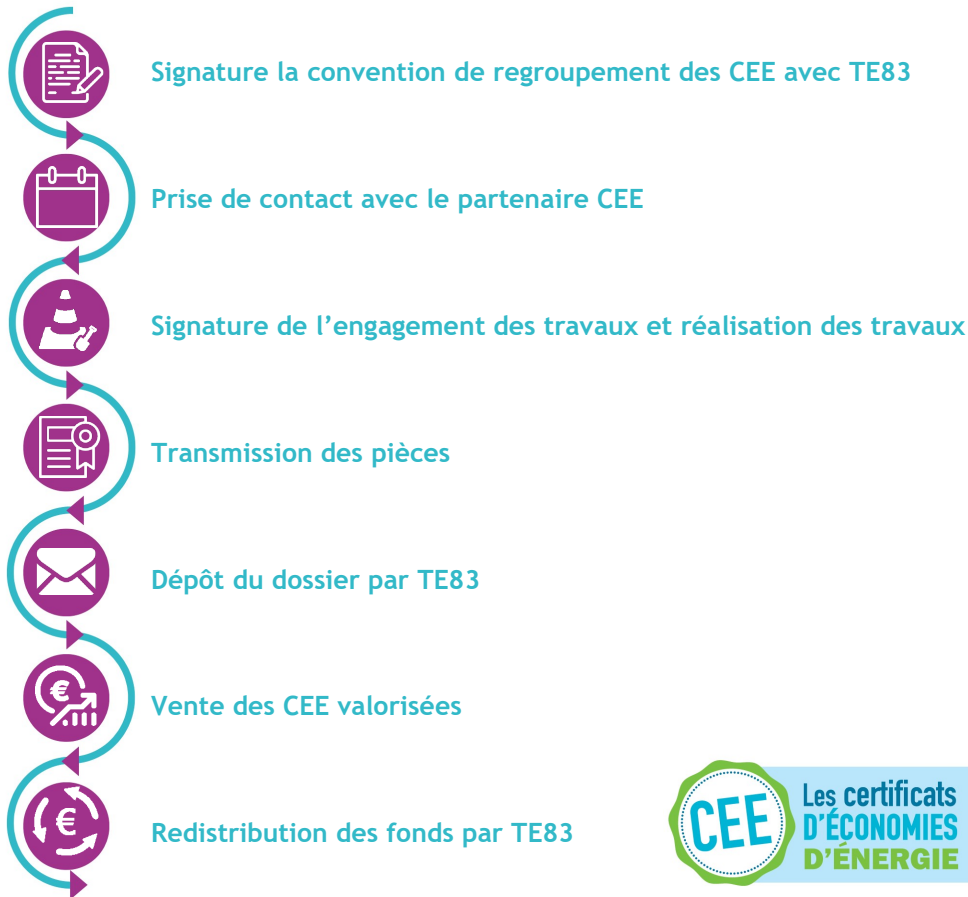 Signature la convention de regroupement des CEE avec TE83
Prise de contact avec le partenaire CEE
Signature de l’engagement des travaux et réalisation des travaux
Transmission des pièces
Dépôt du dossier par TE83
€
Vente des CEE valorisées
€
Redistribution des fonds par TE83
CEE
Les certificats
D'ÉCONOMIES
D'ÉNERGIE